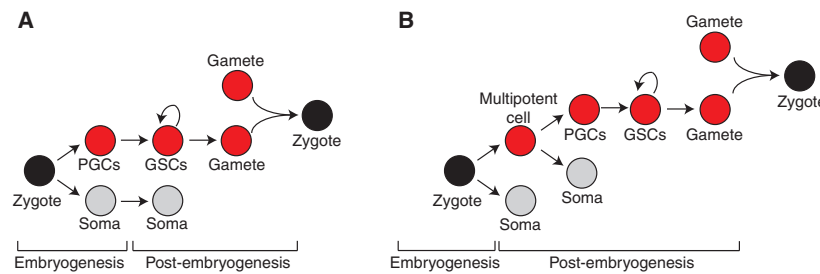 A
Gamete
PGCs
GSCs
Gamete
Zygote
Zygote
Soma
Soma
Embryogenesis
Post-embryogenesis
B
Gamete
Multipotent
cell
PGCs
GSCs
Gamete
Zygote
Zygote
Soma
Soma
Embryogenesis
Post-embryogenesis